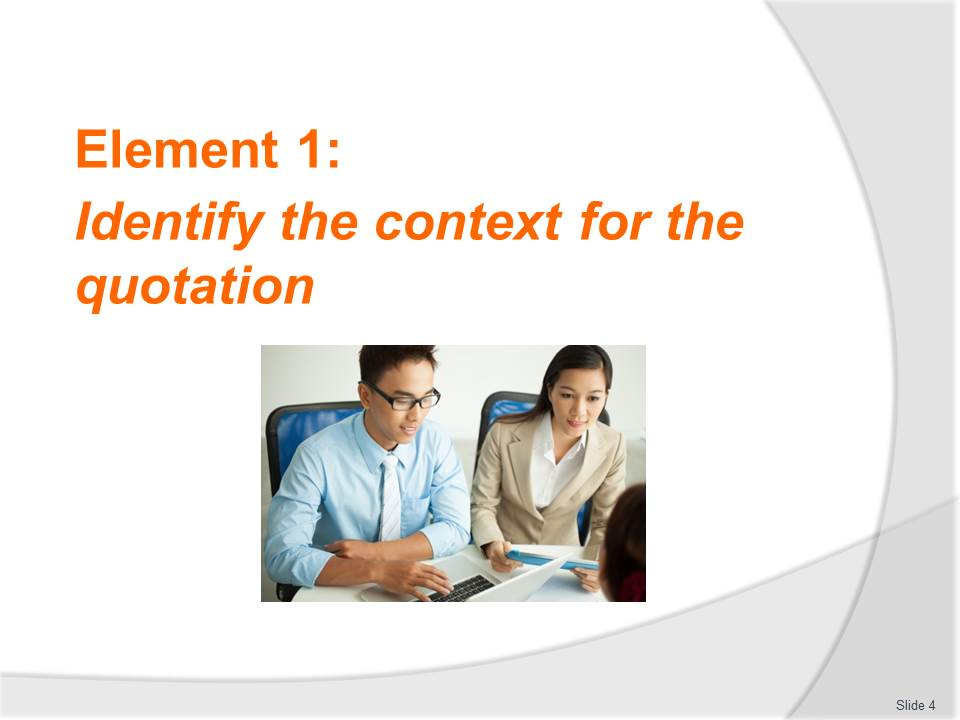 Element 1:
Identify the context for the
quotation
Slide 4